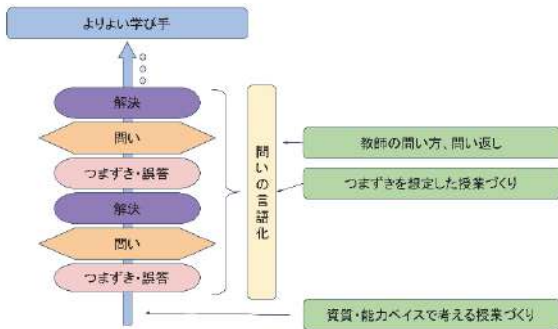 よりよい学び手
解決
問い
つまずき・誤答
解決
問い
つまずき・誤答
問いの言語化
教師の問い方、問い返し
つまずきを想定した授業づくり
資質・能力ベイスで考える授業づくり